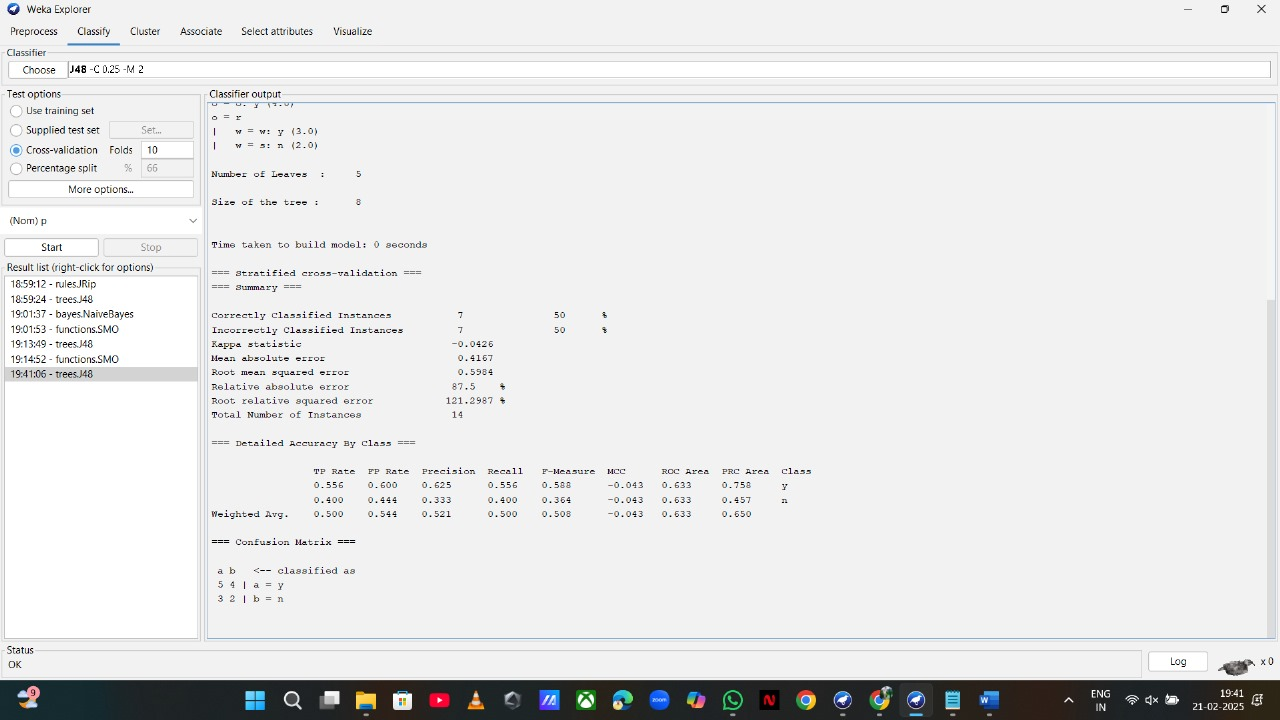 Weka Explorer
Preprocess Classify Cluster Associate Select attributes Visualize
Classifier
Choose J48 -C 0.25 -M 2
Test options
Use training set
Supplied test set Set...
Cross-validation Folds 10
Percentage split % 66
More options...
(Nom) p
Start Stop
Result list (right-click for options)
18:59:12 - rules.JRip
18:59:24 - trees.J48
19:01:37 - bayes.NaiveBayes
19:01:53 - functions.SMO
19:13:49 - trees.J48
19:14:52 - functions.SMO
19:41:06 - trees.J48
Classifier output
o = r
| w = w: y (3.0)
| w = s: n (2.0)
Number of Leaves : 5
Size of the tree : 8
Time taken to build model: 0 seconds
=== Stratified cross-validation ===
=== Summary ===
Correctly Classified Instances 7 50 %
Incorrectly Classified Instances 7 50 %
Kappa statistic -0.0426
Mean absolute error 0.4167
Root mean squared error 0.5984
Relative absolute error 87.5 %
Root relative squared error 121.2987 %
Total Number of Instances 14
=== Detailed Accuracy By Class ===
TP Rate FP Rate Precision Recall F-Measure MCC ROC Area PRC Area Class
0.556 0.600 0.625 0.556 0.588 -0.043 0.633 0.758 y
0.400 0.444 0.333 0.400 0.364 -0.043 0.633 0.457 n
Weighted Avg. 0.500 0.544 0.521 0.500 0.508 -0.043 0.633 0.650
=== Confusion Matrix ===
a b <-- classified as
5 4 | a = y
3 2 | b = n
Status
OK
Log x 0
9
zoom
N
W
ENG
IN
19:41
21-02-2025